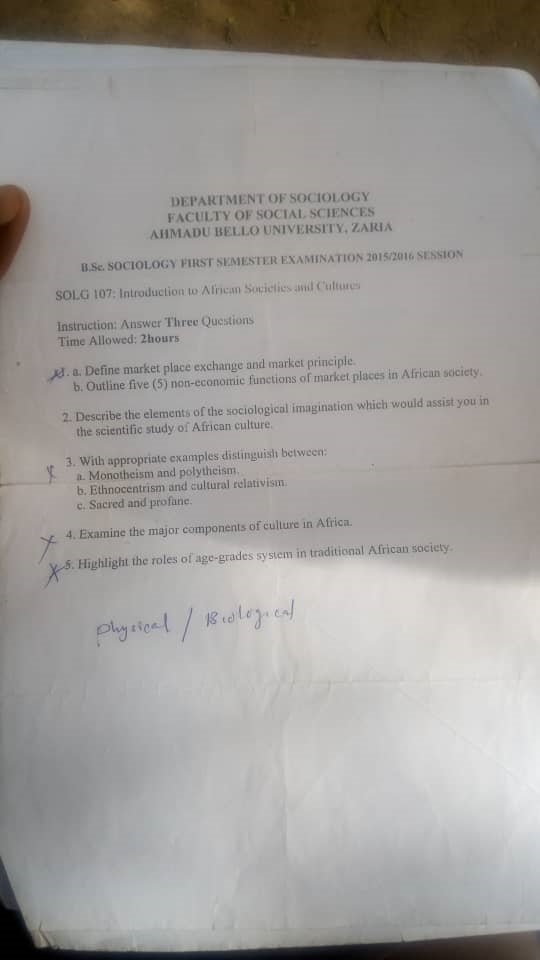 DEPARTMENT OF SOCIOLOGY
FACULTY OF SOCIAL SCIENCES
AHMADU BELLO UNIVERSITY, ZARIA
B.Sc. SOCIOLOGY FIRST SEMESTER EXAMINATION 2015/2016 SESSION
SOLG 107: Introduction to African Societies and Cultures
Instruction: Answer Three Questions
Time Allowed: 2hours
1. a. Define market place exchange and market principle.
b. Outline five (5) non-economic functions of market places in African society.
2. Describe the elements of the sociological imagination which would assist you in
the scientific study of African culture.
3. With appropriate examples distinguish between:
a. Monotheism and polytheism.
b. Ethnocentrism and cultural relativism.
c. Sacred and profane.
4. Examine the major components of culture in Africa.
5. Highlight the roles of age-grades system in traditional African society.
physical / Biological